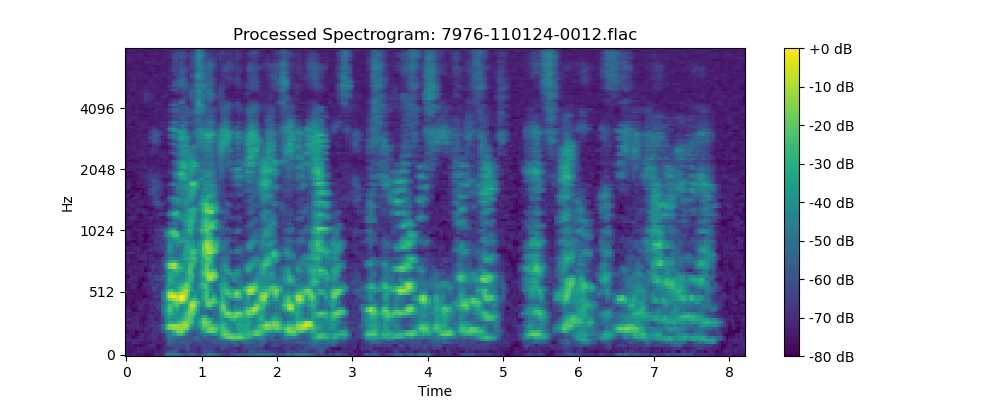 Processed Spectrogram: 7976-110124-0012.flac
Hz
4096
2048
1024
512
0
0 1 2 3 4 5 6 7 8
Time
+0 dB
-10 dB
-20 dB
-30 dB
-40 dB
-50 dB
-60 dB
-70 dB
-80 dB